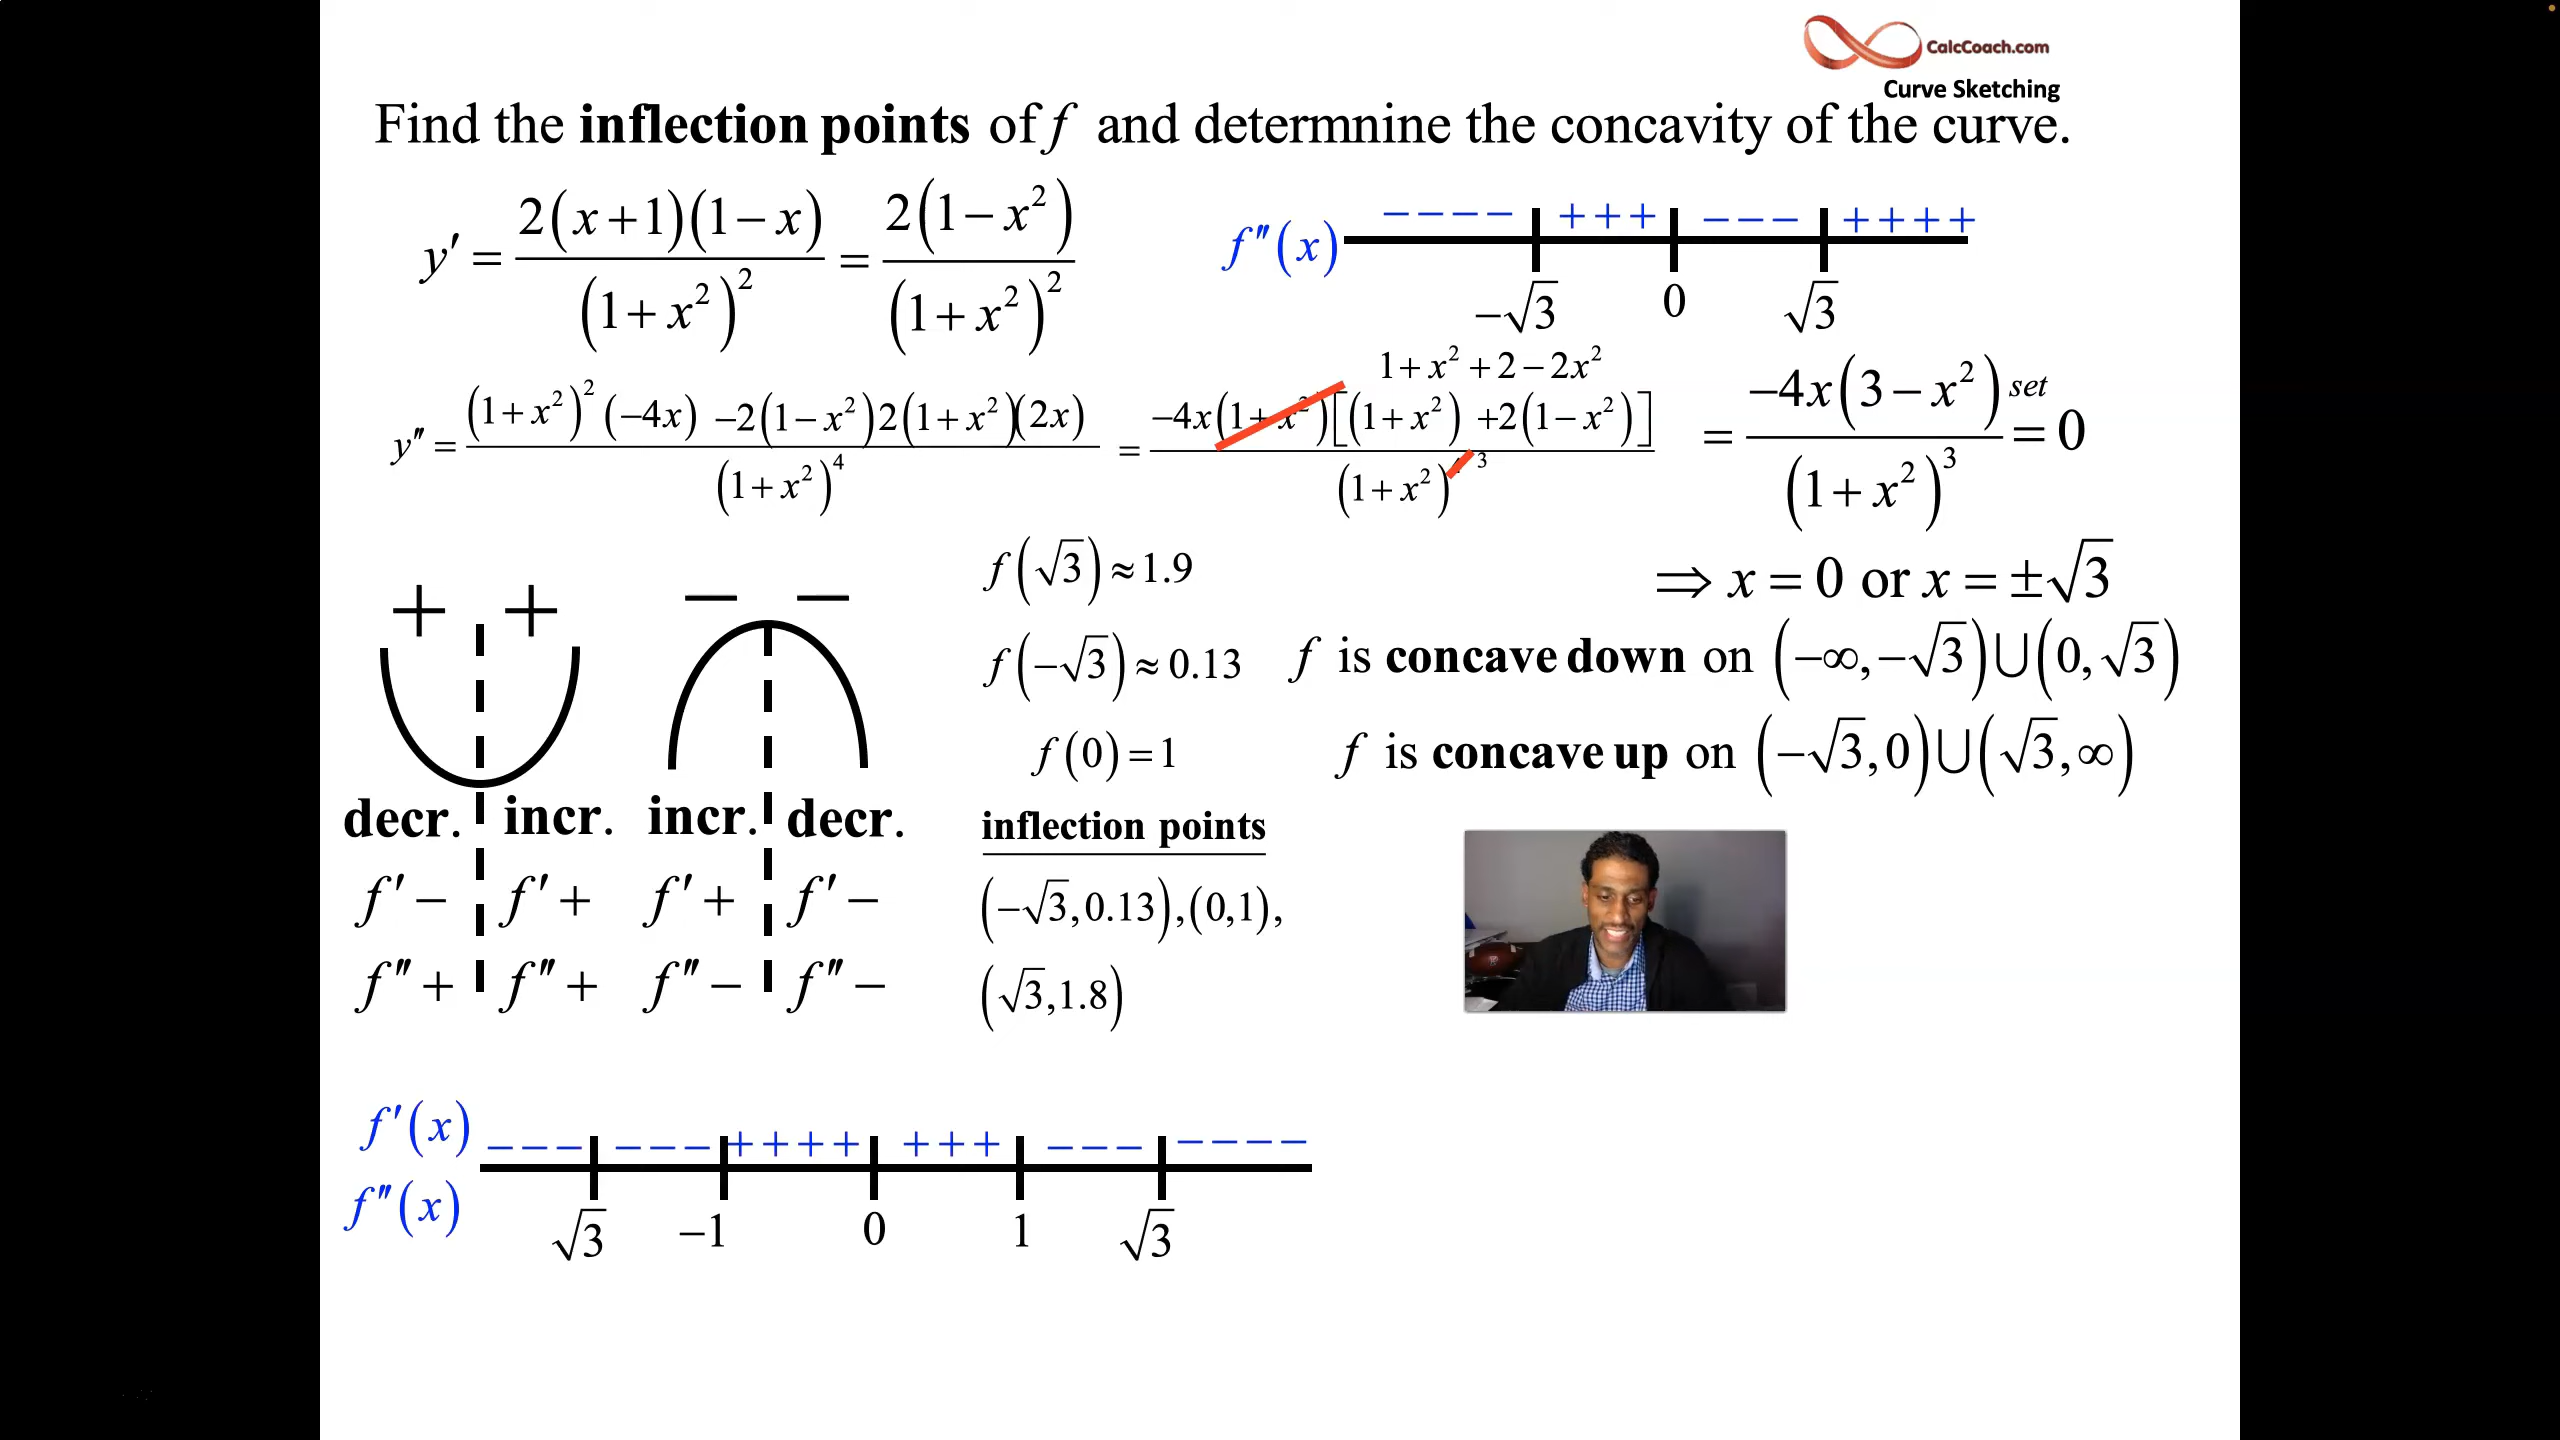 CalcCoach.com
Curve Sketching
Find the inflection points of f and determnine the concavity of the curve.
y′ = 2(x+1)(1−x) / (1+x²)² = 2(1−x²) / (1+x²)²
f″(x) −−−− +++ −−− ++++
−√3 0 √3
1+x²+2−2x²
y″ = (1+x²)²(−4x) −2(1−x²)2(1+x²)(2x) / (1+x²)⁴ = −4x(1+x²)[(1+x²)+2(1−x²)] / (1+x²)⁴ ³ = −4x(3−x²) / (1+x²)³ set = 0
⇒ x = 0 or x = ±√3
f(√3) ≈ 1.9
f(−√3) ≈ 0.13
f(0) = 1
f is concave down on (−∞, −√3)∪(0, √3)
f is concave up on (−√3, 0)∪(√3, ∞)
+ + − −
decr. incr. incr. decr.
f′− f′+ f′+ f′−
f″+ f″+ f″− f″−
inflection points
(−√3, 0.13), (0,1),
(√3, 1.8)
f′(x) −−− −−− ++++ +++ −−− −−−−
f″(x)
√3 −1 0 1 √3